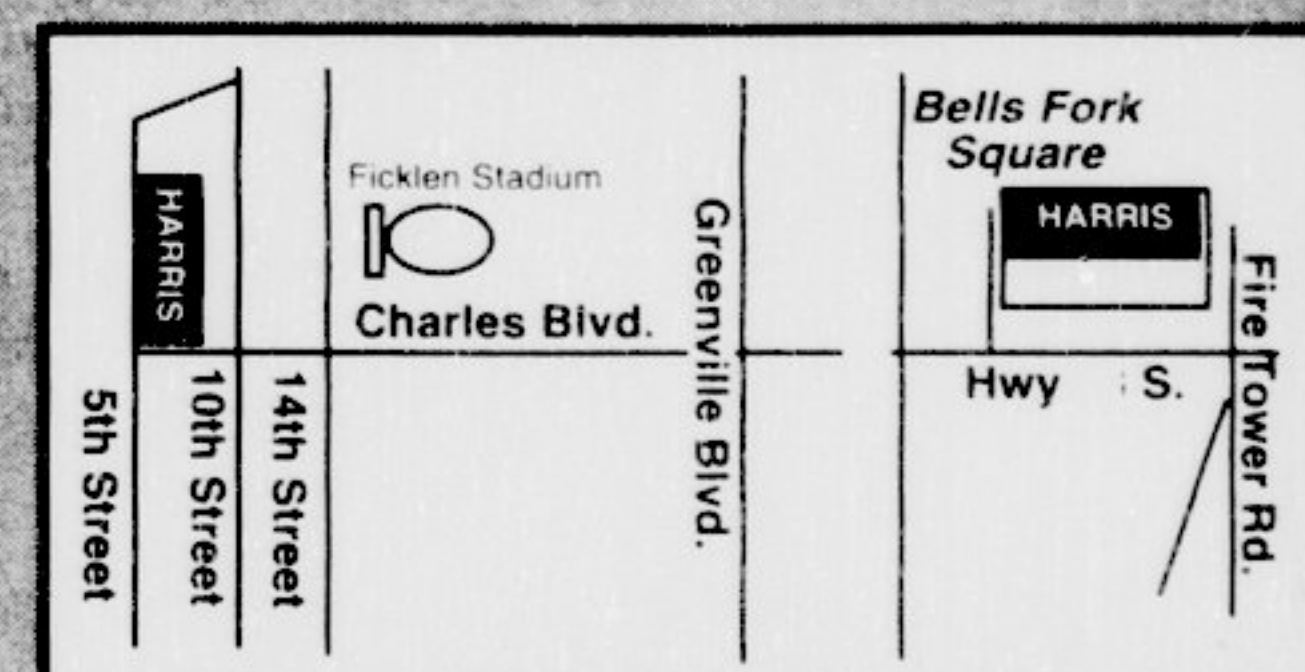 Bells Fork
Square
HARRIS
HARRIS
Ficklen Stadium
Charles Blvd.
Greenville Blvd.
Fire Tower Rd.
Hwy S.
5th Street
10th Street
14th Street